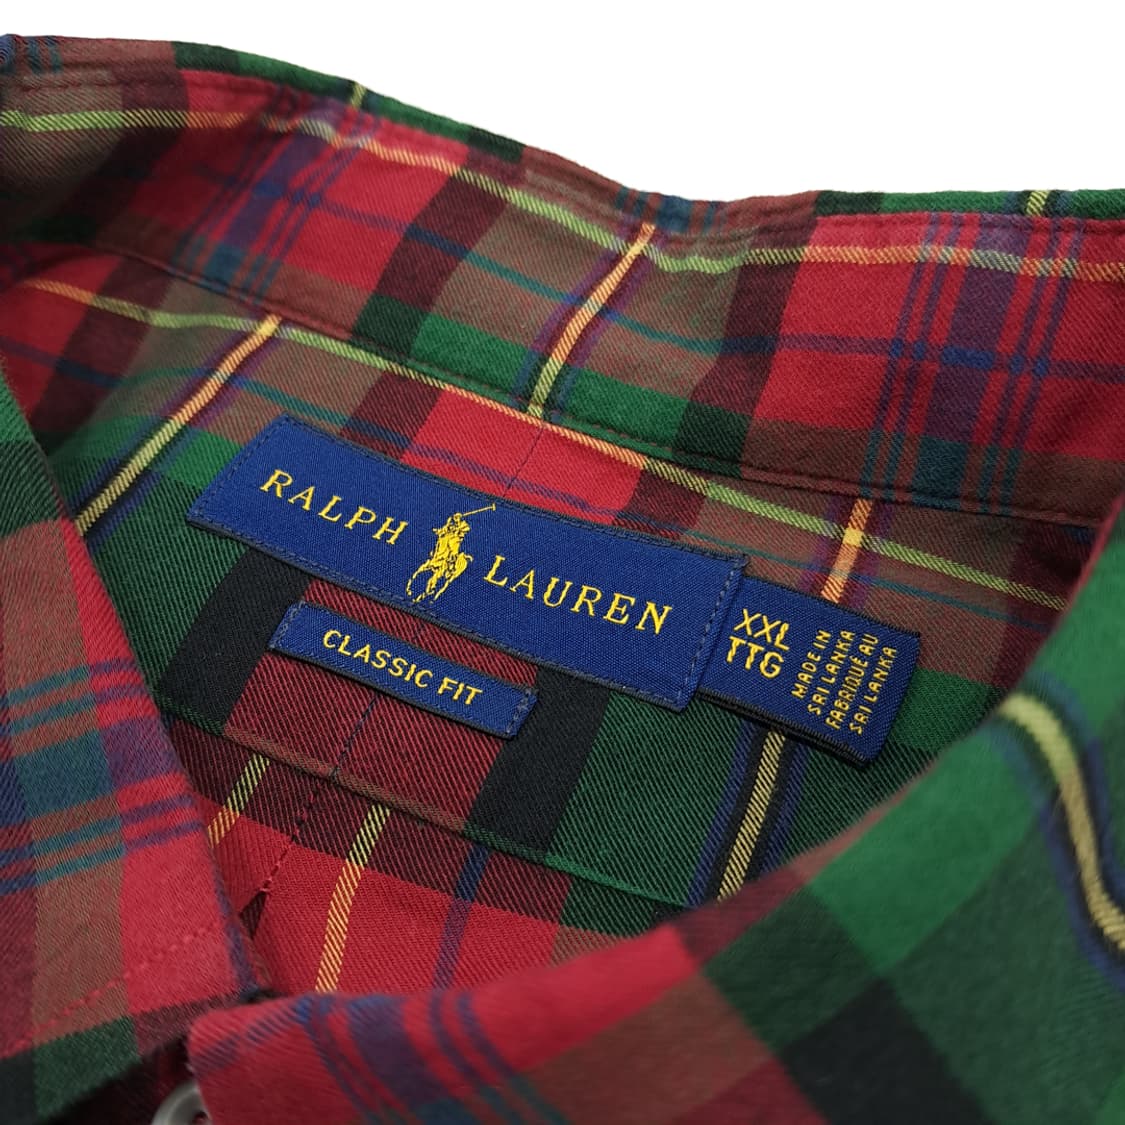 RALPH LAUREN
CLASSIC FIT
XXL
TTG
MADE IN
SRI LANKA
FABRIQUÉ AU
SRI LANKA